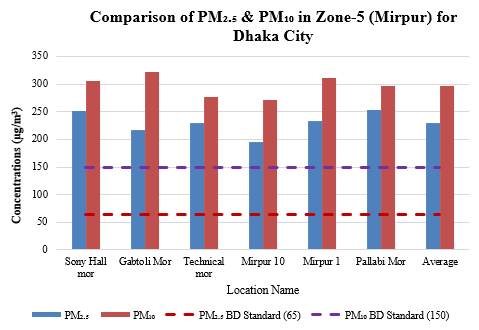 Comparison of PM₂.₅ & PM₁₀ in Zone-5 (Mirpur) for
Dhaka City
Concentrations (µg/m³)
350
300
250
200
150
100
50
0
Sony Hall
mor
Gabtoli Mor
Technical
mor
Mirpur 10
Mirpur 1
Pallabi Mor
Average
Location Name
PM₂.₅
PM₁₀
PM₂.₅ BD Standard (65)
PM₁₀ BD Standard (150)